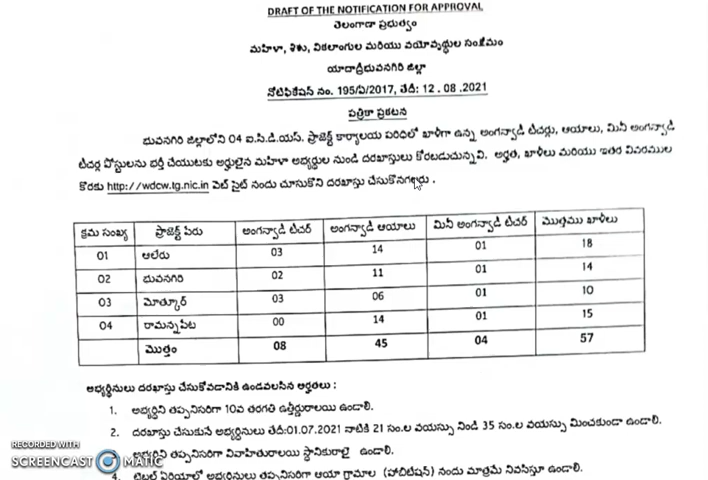 DRAFT OF THE NOTIFICATION FOR APPROVAL
తెలంగాణా ప్రభుత్వం
మహిళా, శిశు, వికలాంగుల మరియు వయోవృద్ధుల సంక్షేమం
యాదాద్రిభువనగిరి జిల్లా
నోటిఫికేషన్ నం. 195/ఏ/2017, తేది: 12.08.2021
పత్రికా ప్రకటన
భువనగిరి జిల్లాలోని 04 ఐ.సి.డి.యస్. ప్రాజెక్ట్ కార్యాలయ పరిధిలో ఖాళీగా ఉన్న అంగన్వాడీ టీచర్లు, ఆయాలు, మినీ అంగన్వాడీ
టీచర్ల పోస్టులను భర్తీ చేయుటకు అర్హులైన మహిళా అభ్యర్థుల నుండి దరఖాస్తులు కోరబడుచున్నవి. అర్హత, ఖాళీలు మరియు ఇతర వివరముల
కొరకు http://wdcw.tg.nic.in వెబ్ సైట్ నందు చూసుకొని దరఖాస్తు చేసుకొనగలరు.
క్రమ సంఖ్య ప్రాజెక్ట్ పేరు అంగన్వాడీ టీచర్ అంగన్వాడీ ఆయాలు మినీ అంగన్వాడీ టీచర్ మొత్తము ఖాళీలు
01 ఆలేరు 03 14 01 18
02 భువనగిరి 02 11 01 14
03 మోత్కూర్ 03 06 01 10
04 రామన్నపేట 00 14 01 15
మొత్తం 08 45 04 57
అభ్యర్థినులు దరఖాస్తు చేసుకోవడానికి ఉండవలసిన అర్హతలు :
1. అభ్యర్థిని తప్పనిసరిగా 10వ తరగతి ఉత్తీర్ణురాలయి ఉండాలి.
2. దరఖాస్తు చేసుకునే అభ్యర్థినులు తేది:01.07.2021 నాటికి 21 సం.ల వయస్సు నిండి 35 సం.ల వయస్సు మించకుండా ఉండాలి.
అభ్యర్థిని తప్పనిసరిగా వివాహితురాలయి స్థానికురాలై ఉండాలి.
4. ట్రైబల్ ఏరియాలో అభ్యర్థినులు తప్పనిసరిగా ఆయా గ్రామాల (హాబిటేషన్) నందు మాత్రమే నివసిస్తూ ఉండాలి.
RECORDED WITH
SCREENCAST MATIC